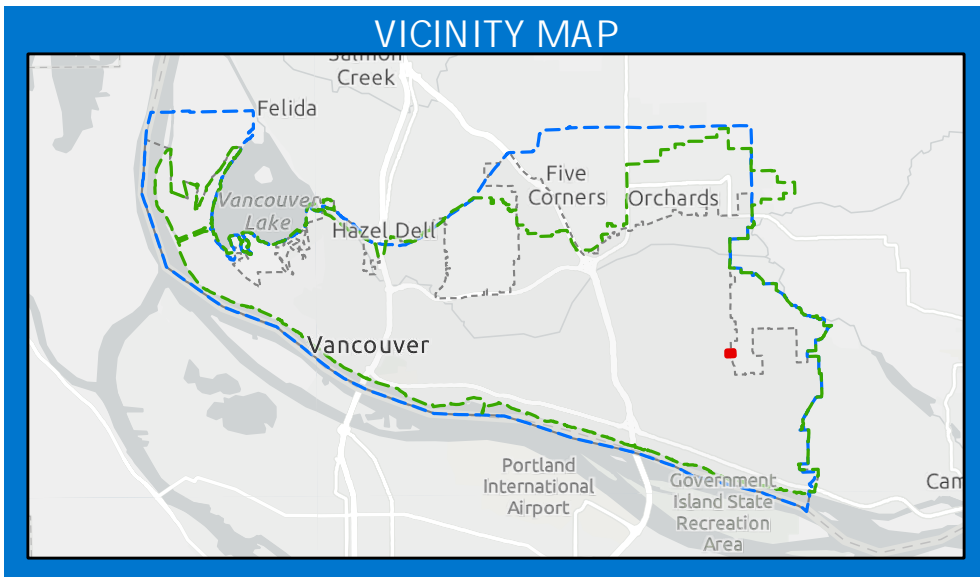 VICINITY MAP
Salmon
Creek
Felida
Five
Corners
Orchards
Vancouver
Lake
Hazel Dell
Vancouver
Portland
International
Airport
Government
Island State
Recreation
Area
Cam